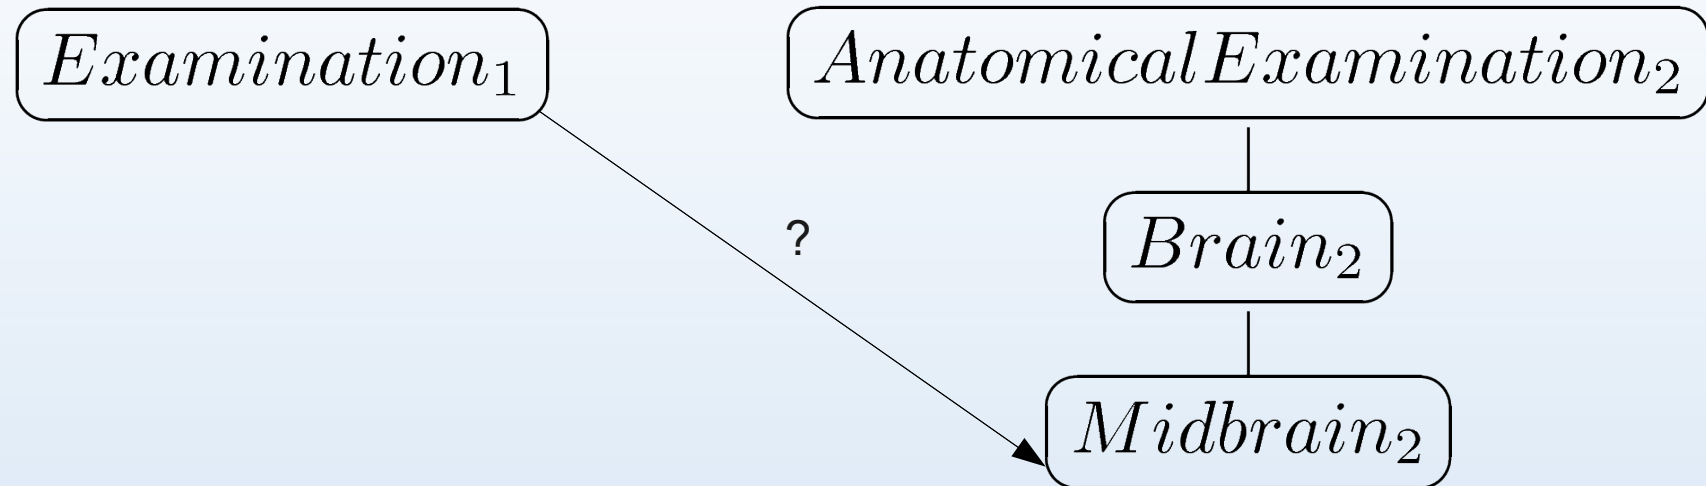 Examination₁
AnatomicalExamination₂
?
Brain₂
Midbrain₂